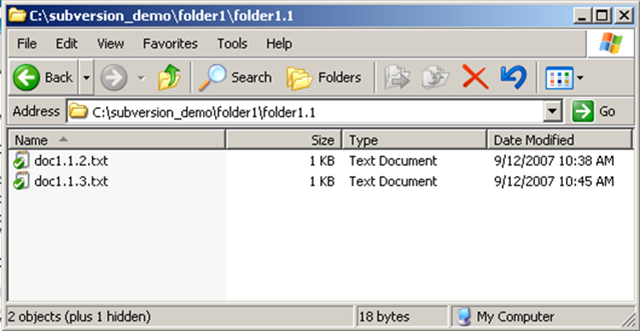 C:\subversion_demo\folder1\folder1.1
File Edit View Favorites Tools Help
Back Search Folders
Address C:\subversion_demo\folder1\folder1.1 Go
Name Size Type Date Modified
doc1.1.2.txt 1 KB Text Document 9/12/2007 10:38 AM
doc1.1.3.txt 1 KB Text Document 9/12/2007 10:45 AM
2 objects (plus 1 hidden) 18 bytes My Computer